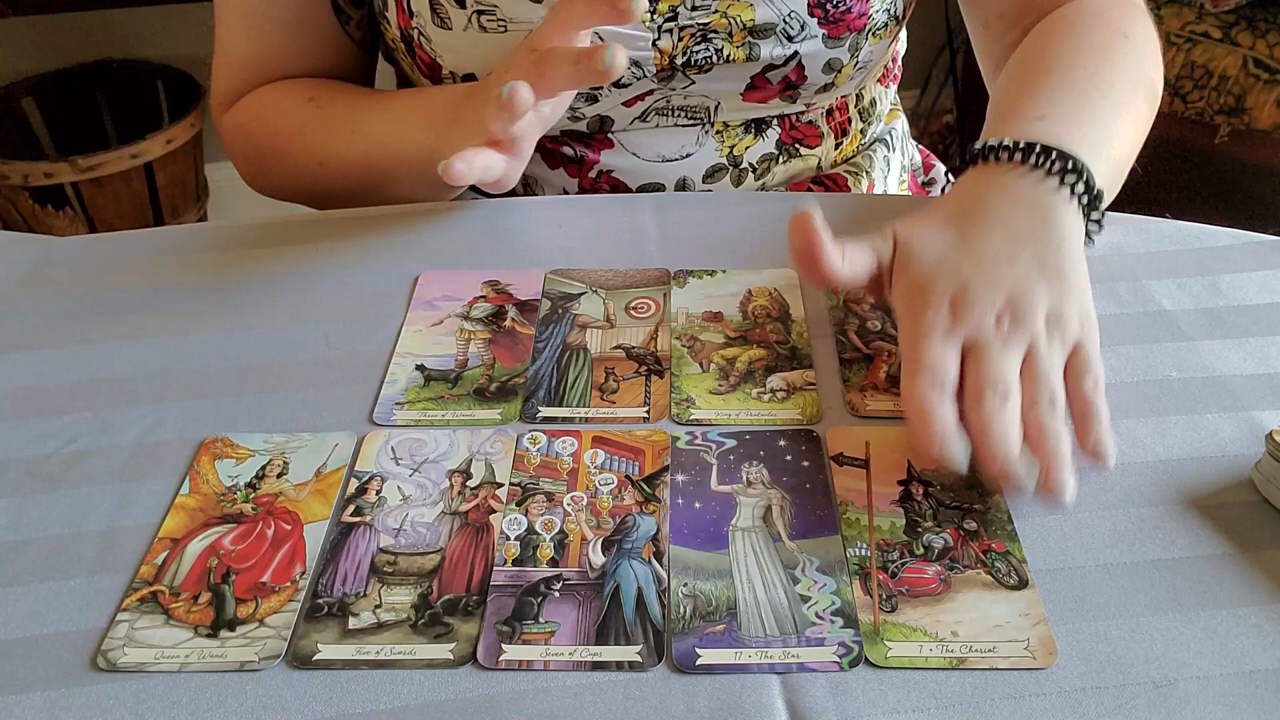 Three of Wands
Two of Swords
King of Pentacles
Queen of Wands
Five of Swords
Seven of Cups
17 • The Star
7 • The Chariot